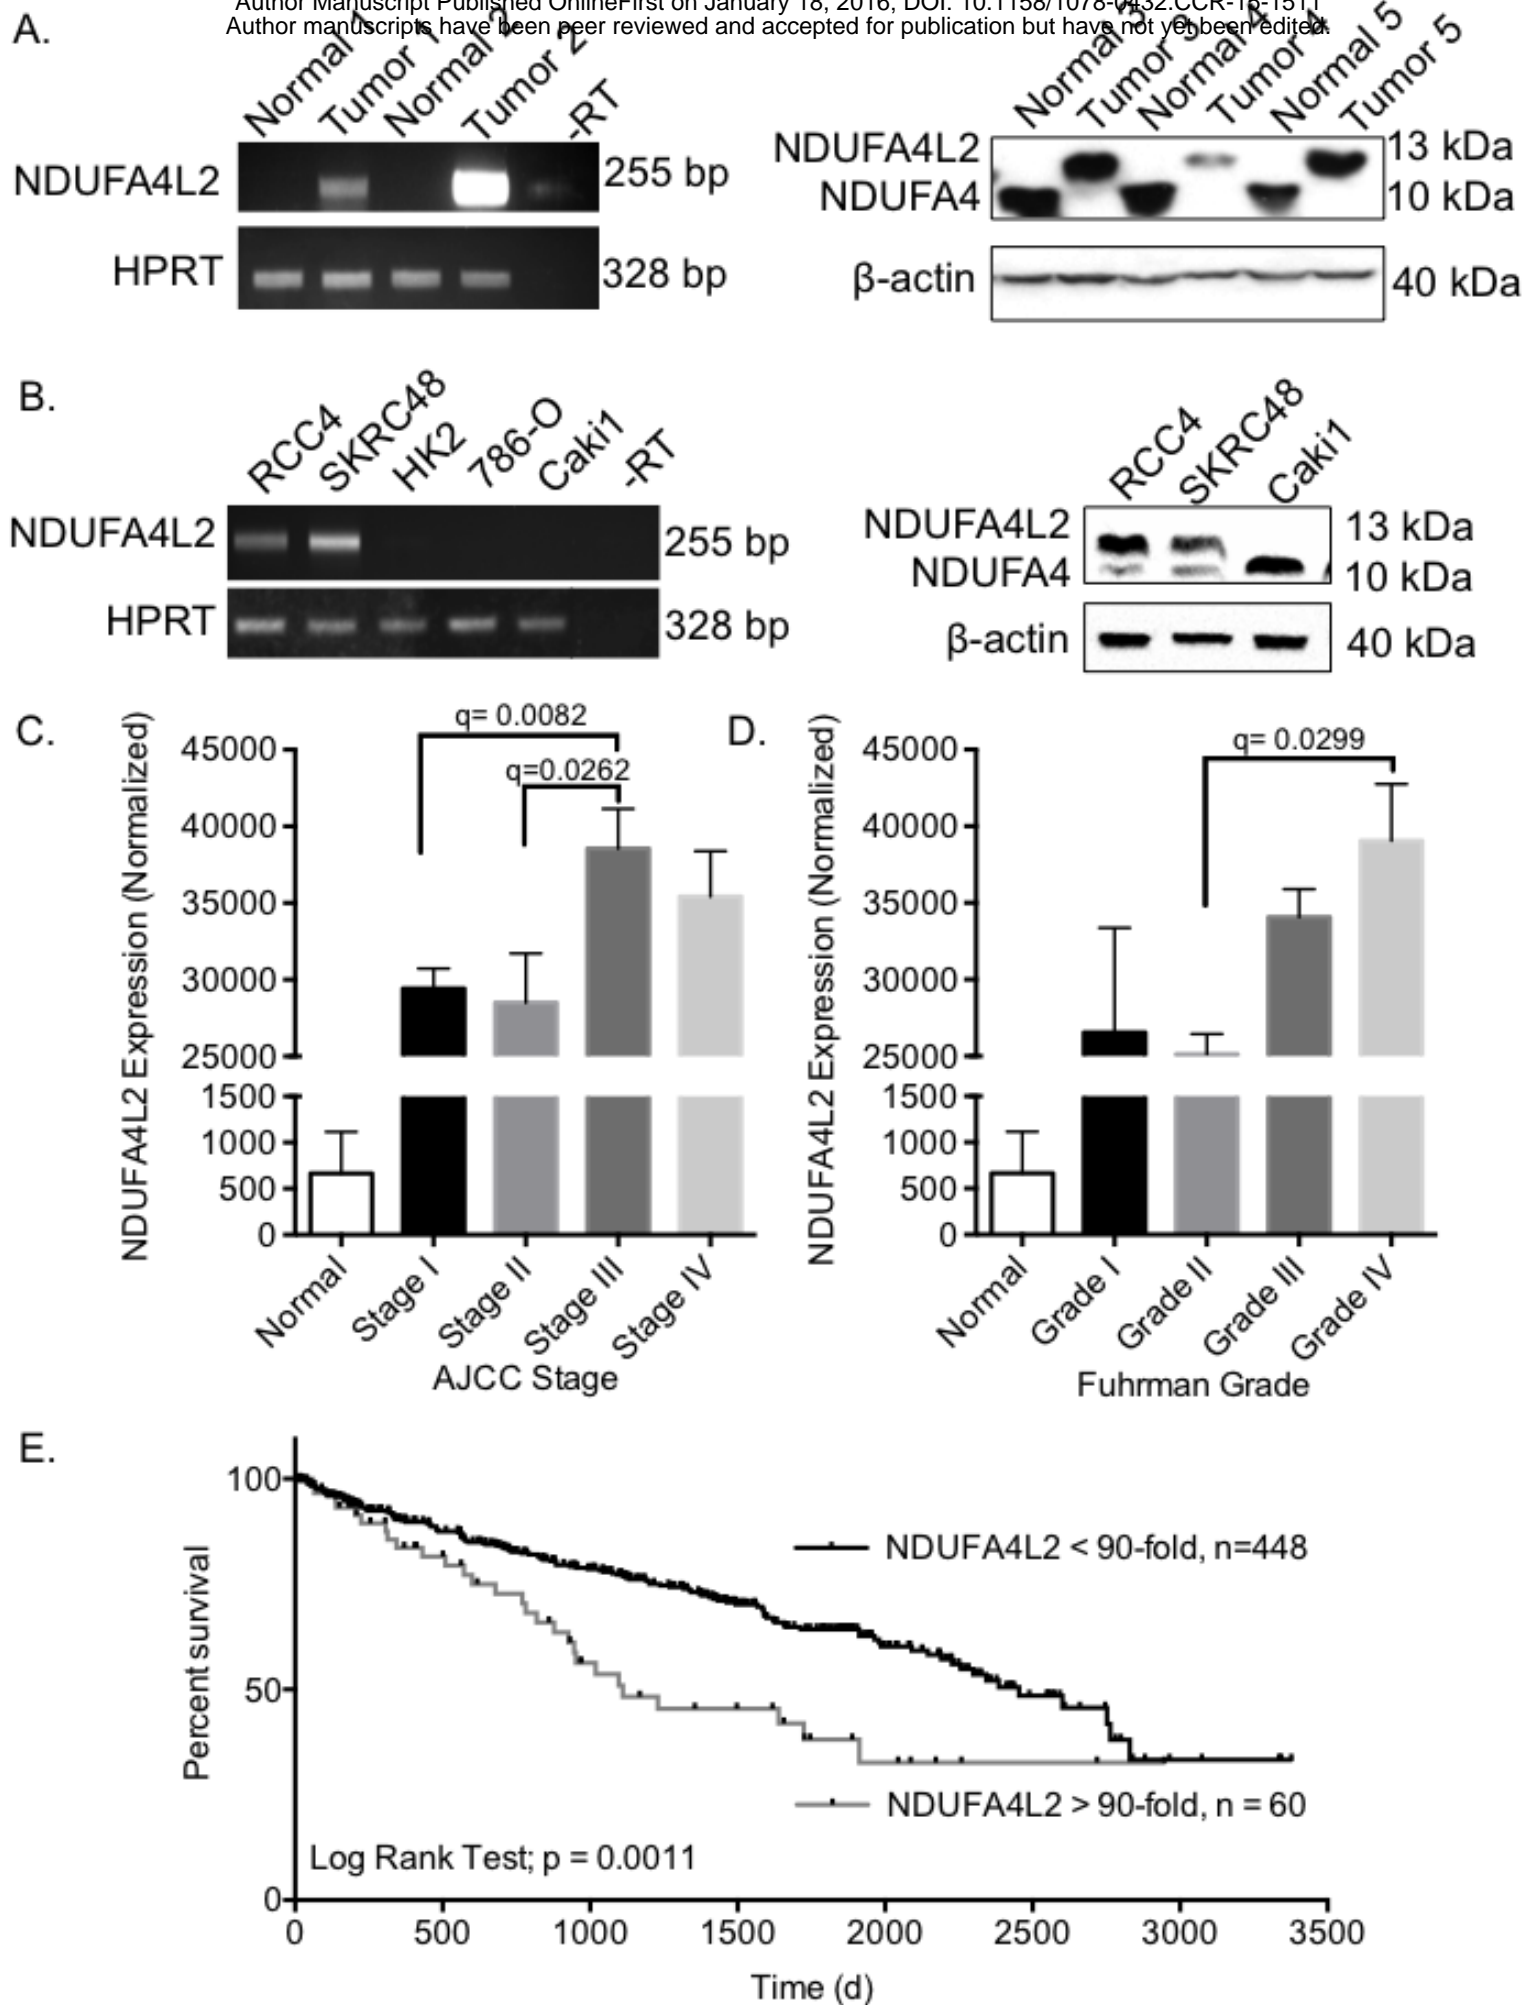 Author Manuscript Published OnlineFirst on January 18, 2016; DOI: 10.1158/1078-0432.CCR-15-1511
Author manuscripts have been peer reviewed and accepted for publication but have not yet been edited.
A.
Normal 1
Tumor 1
Normal 2
Tumor 2
-RT
NDUFA4L2
255 bp
HPRT
328 bp
Normal 3
Tumor 3
Normal 4
Tumor 4
Normal 5
Tumor 5
NDUFA4L2
13 kDa
NDUFA4
10 kDa
β-actin
40 kDa
B.
RCC4
SKRC48
HK2
786-O
Caki1
-RT
NDUFA4L2
255 bp
HPRT
328 bp
RCC4
SKRC48
Caki1
NDUFA4L2
13 kDa
NDUFA4
10 kDa
β-actin
40 kDa
C.
NDUFA4L2 Expression (Normalized)
q= 0.0082
q=0.0262
45000
40000
35000
30000
25000
1500
1000
500
0
Normal
Stage I
Stage II
Stage III
Stage IV
AJCC Stage
D.
NDUFA4L2 Expression (Normalized)
q= 0.0299
45000
40000
35000
30000
25000
1500
1000
500
0
Normal
Grade I
Grade II
Grade III
Grade IV
Fuhrman Grade
E.
Percent survival
100
50
0
NDUFA4L2 < 90-fold, n=448
NDUFA4L2 > 90-fold, n = 60
Log Rank Test; p = 0.0011
0 500 1000 1500 2000 2500 3000 3500
Time (d)